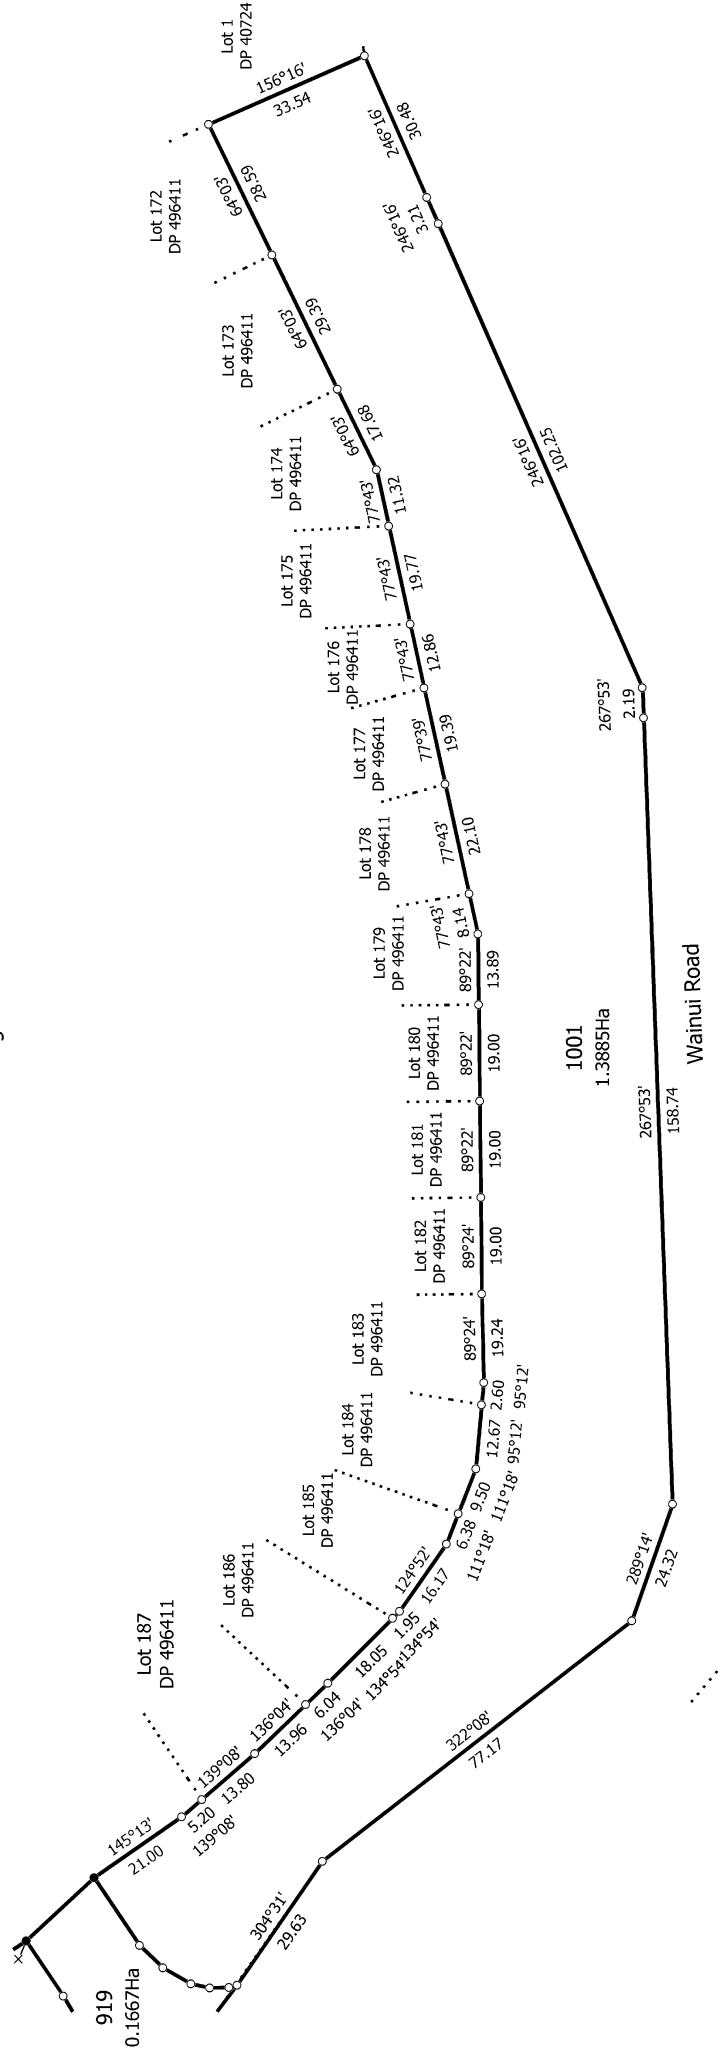 Lot 1
DP 40724
156°16'
33.54
246°16'
30.48
246°16'
3.21
246°16'
102.25
267°53'
2.19
267°53'
158.74
289°14'
24.32
322°08'
77.17
304°31'
29.63
Lot 172
DP 496411
64°03'
28.59
Lot 173
DP 496411
64°03'
29.39
Lot 174
DP 496411
64°03'
17.68
77°43'
11.32
Lot 175
DP 496411
77°43'
19.77
Lot 176
DP 496411
77°43'
12.86
Lot 177
DP 496411
77°39'
19.39
Lot 178
DP 496411
77°43'
22.10
Lot 179
DP 496411
77°43'
8.14
89°22'
13.89
Lot 180
DP 496411
89°22'
19.00
Lot 181
DP 496411
89°22'
19.00
Lot 182
DP 496411
89°24'
19.00
Lot 183
DP 496411
89°24'
19.24
2.60
95°12'
Lot 184
DP 496411
12.67
95°12'
9.50
111°18'
Lot 185
DP 496411
6.38
111°18'
124°52'
16.17
1.95
134°54'
Lot 186
DP 496411
18.05
134°54'
6.04
136°04'
Lot 187
DP 496411
136°04'
13.96
139°08'
13.80
5.20
139°08'
145°13'
21.00
1001
1.3885Ha
Wainui Road
919
0.1667Ha
X